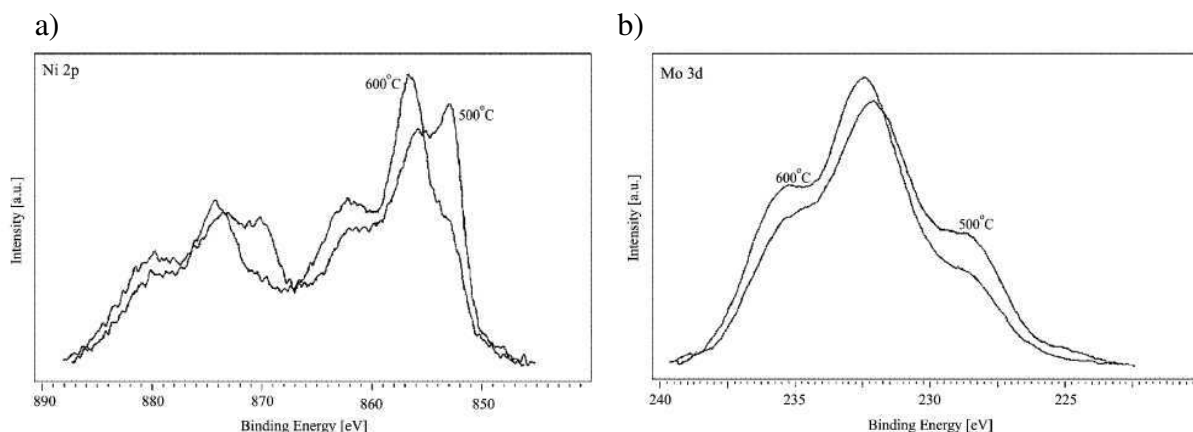 a)
Ni 2p
600°C
500°C
Intensity [a.u.]
890 880 870 860 850
Binding Energy [eV]
b)
Mo 3d
600°C
500°C
Intensity [a.u.]
240 235 230 225
Binding Energy [eV]